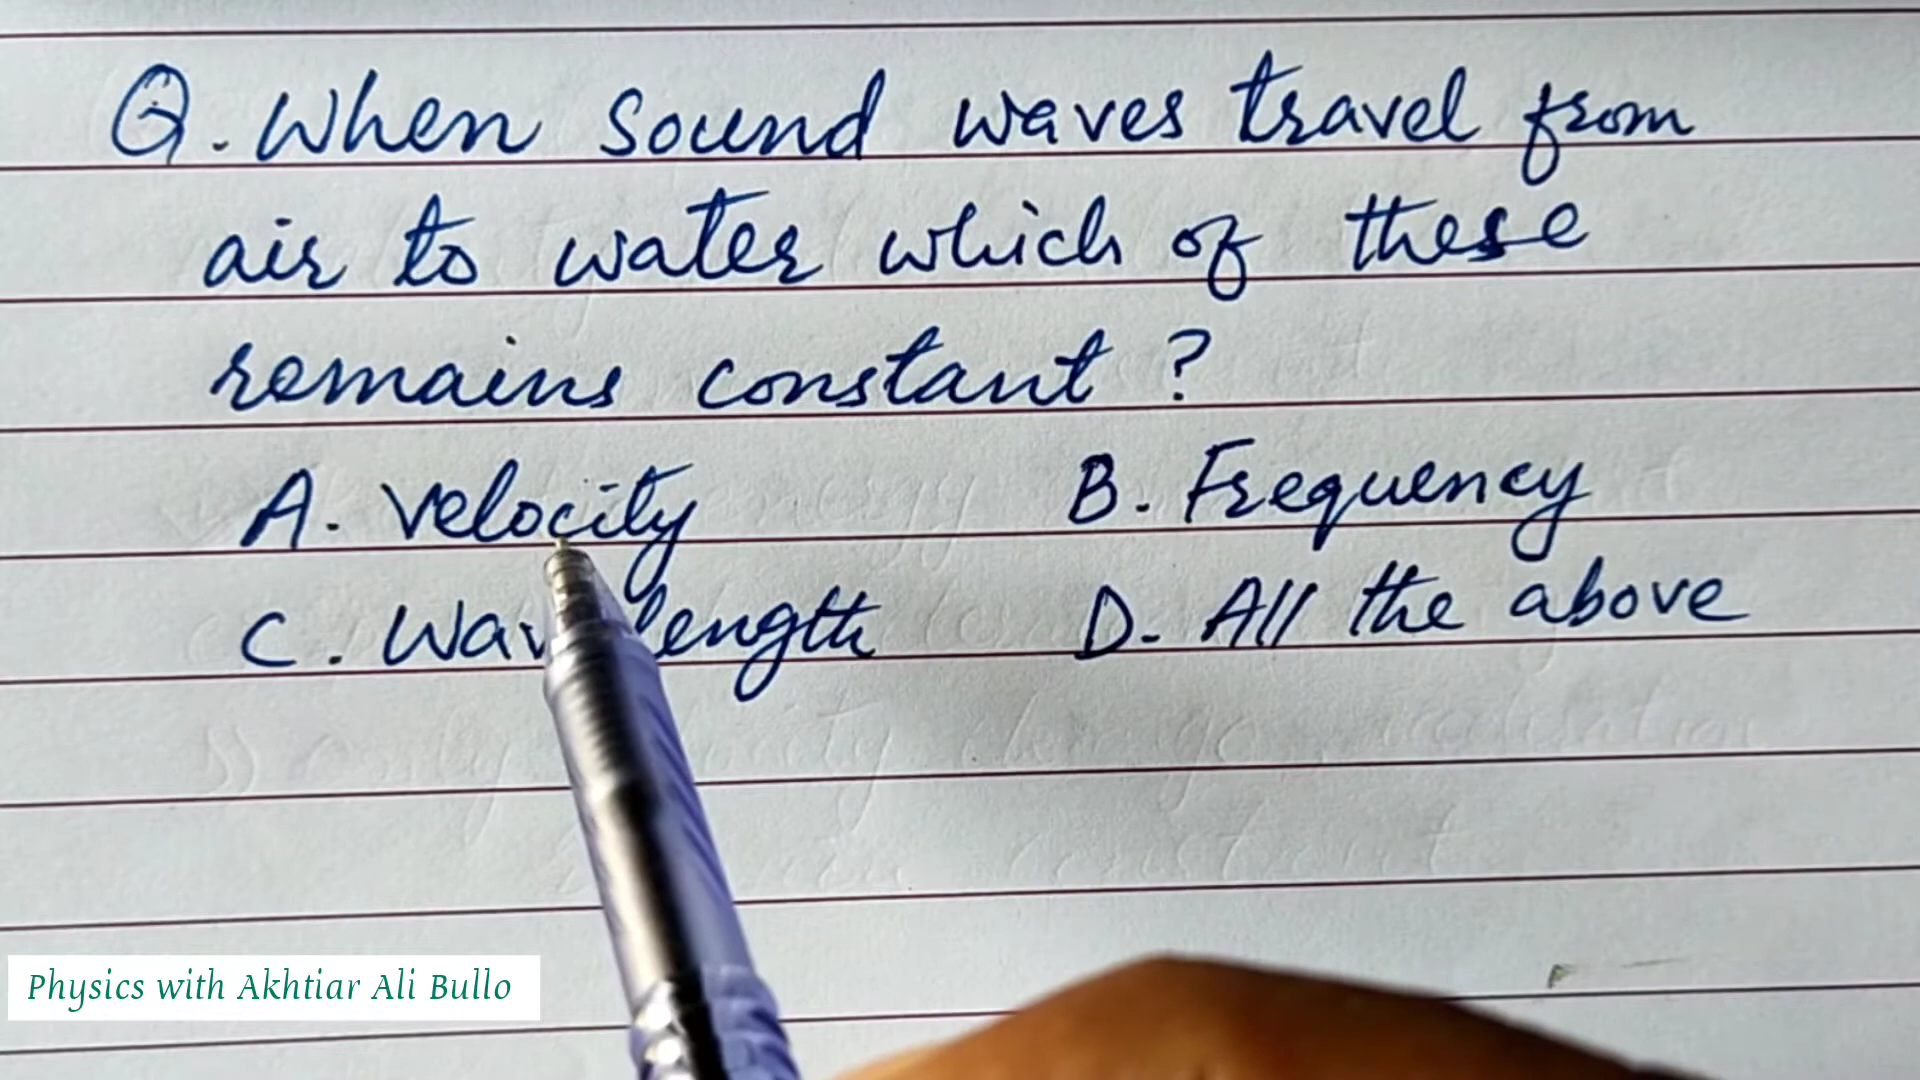 Q. When sound waves travel from
air to water which of these
remains constant ?
A. Velocity B. Frequency
C. Wavelength D. All the above
Physics with Akhtiar Ali Bullo